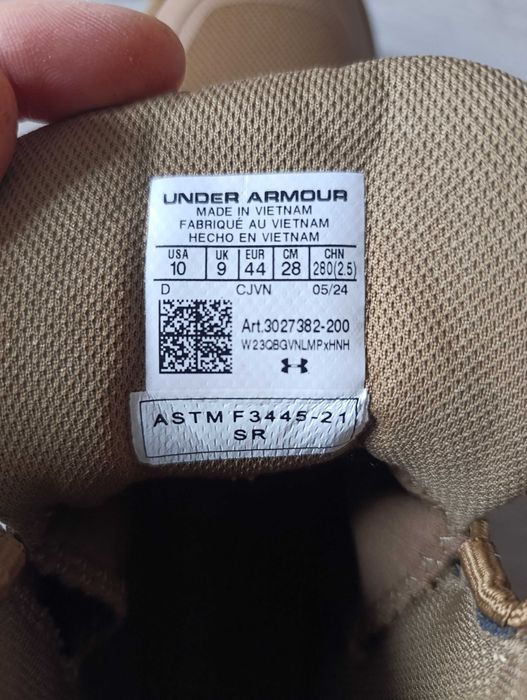 UNDER ARMOUR
MADE IN VIETNAM
FABRIQUÉ AU VIETNAM
HECHO EN VIETNAM
USA UK EUR CM CHN
10 9 44 28 280(2.5)
D CJVN 05/24
Art.3027382-200
W23QBGVNLMPxHNH
ASTM F3445-21
SR